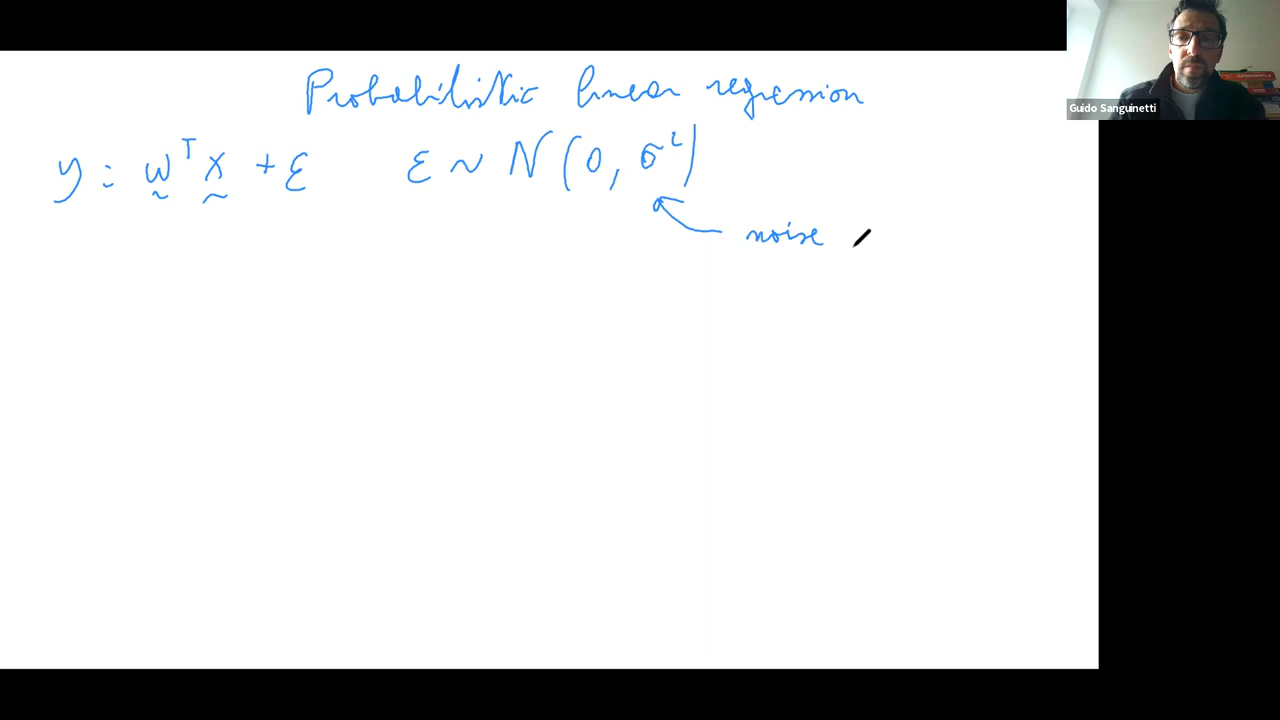 Probabilistic linear regression
y = w^T x + ε   ε ~ N(0, σ²)
noise
Guido Sanguinetti